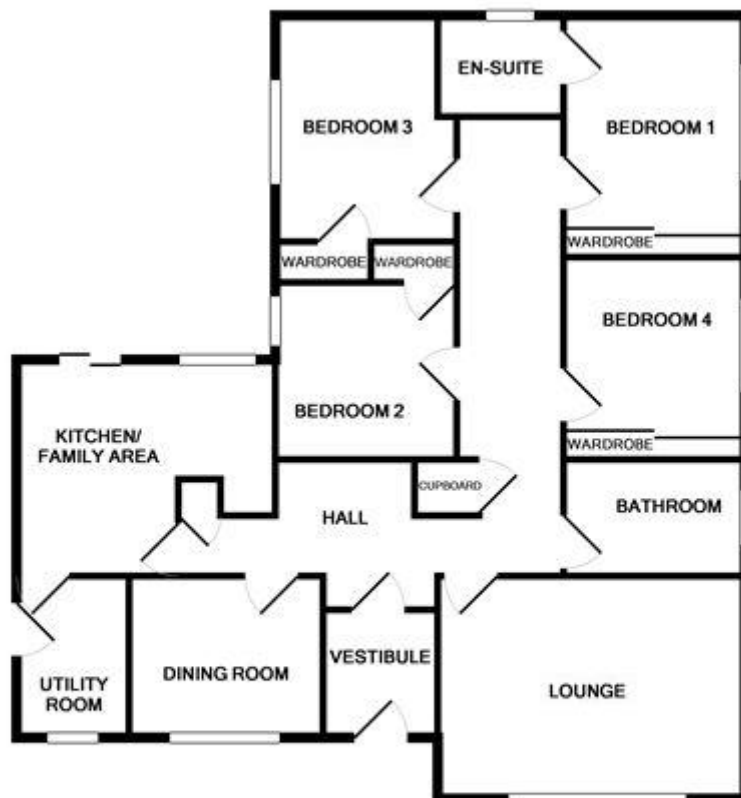 EN-SUITE
BEDROOM 3
BEDROOM 1
WARDROBE
WARDROBE
WARDROBE
BEDROOM 4
BEDROOM 2
KITCHEN/
FAMILY AREA
WARDROBE
CUPBOARD
BATHROOM
HALL
VESTIBULE
DINING ROOM
UTILITY
ROOM
LOUNGE